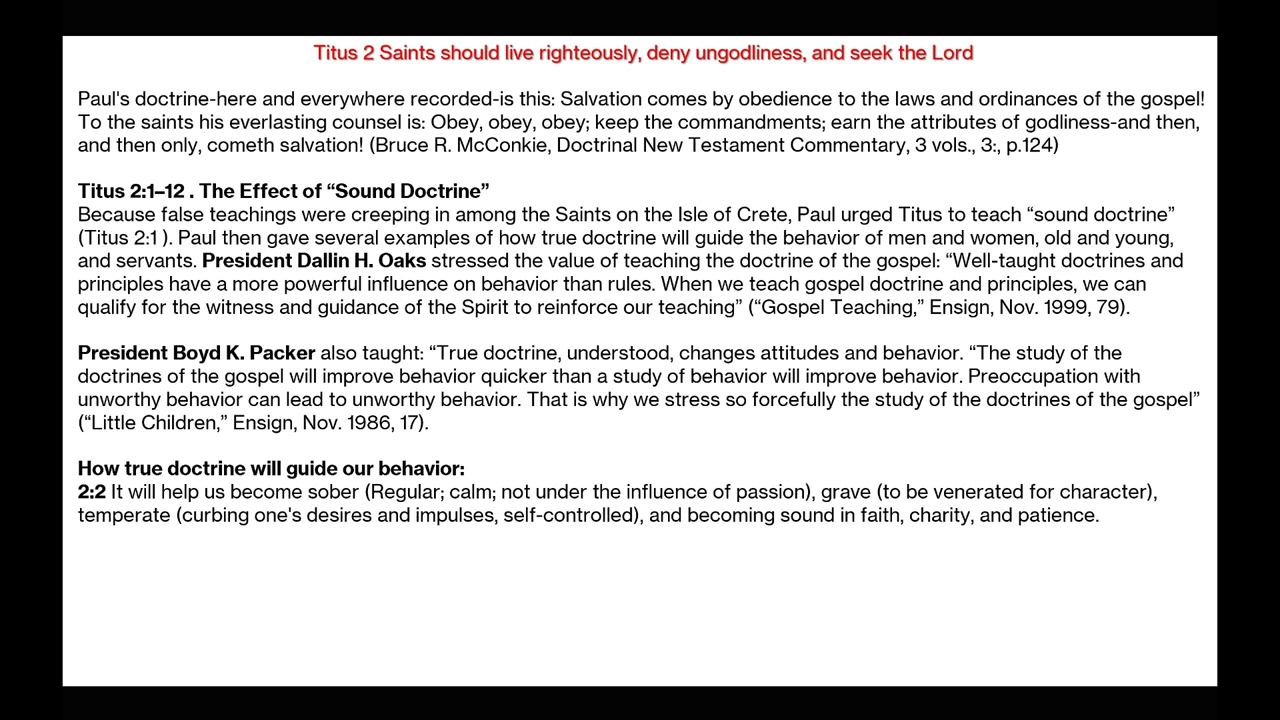 Titus 2 Saints should live righteously, deny ungodliness, and seek the Lord
Paul's doctrine-here and everywhere recorded-is this: Salvation comes by obedience to the laws and ordinances of the gospel!
To the saints his everlasting counsel is: Obey, obey, obey; keep the commandments; earn the attributes of godliness-and then,
and then only, cometh salvation! (Bruce R. McConkie, Doctrinal New Testament Commentary, 3 vols., 3:, p.124)
Titus 2:1–12 . The Effect of “Sound Doctrine”
Because false teachings were creeping in among the Saints on the Isle of Crete, Paul urged Titus to teach “sound doctrine”
(Titus 2:1 ). Paul then gave several examples of how true doctrine will guide the behavior of men and women, old and young,
and servants. President Dallin H. Oaks stressed the value of teaching the doctrine of the gospel: “Well-taught doctrines and
principles have a more powerful influence on behavior than rules. When we teach gospel doctrine and principles, we can
qualify for the witness and guidance of the Spirit to reinforce our teaching” (“Gospel Teaching,” Ensign, Nov. 1999, 79).
President Boyd K. Packer also taught: “True doctrine, understood, changes attitudes and behavior. “The study of the
doctrines of the gospel will improve behavior quicker than a study of behavior will improve behavior. Preoccupation with
unworthy behavior can lead to unworthy behavior. That is why we stress so forcefully the study of the doctrines of the gospel”
(“Little Children,” Ensign, Nov. 1986, 17).
How true doctrine will guide our behavior:
2:2 It will help us become sober (Regular; calm; not under the influence of passion), grave (to be venerated for character),
temperate (curbing one's desires and impulses, self-controlled), and becoming sound in faith, charity, and patience.